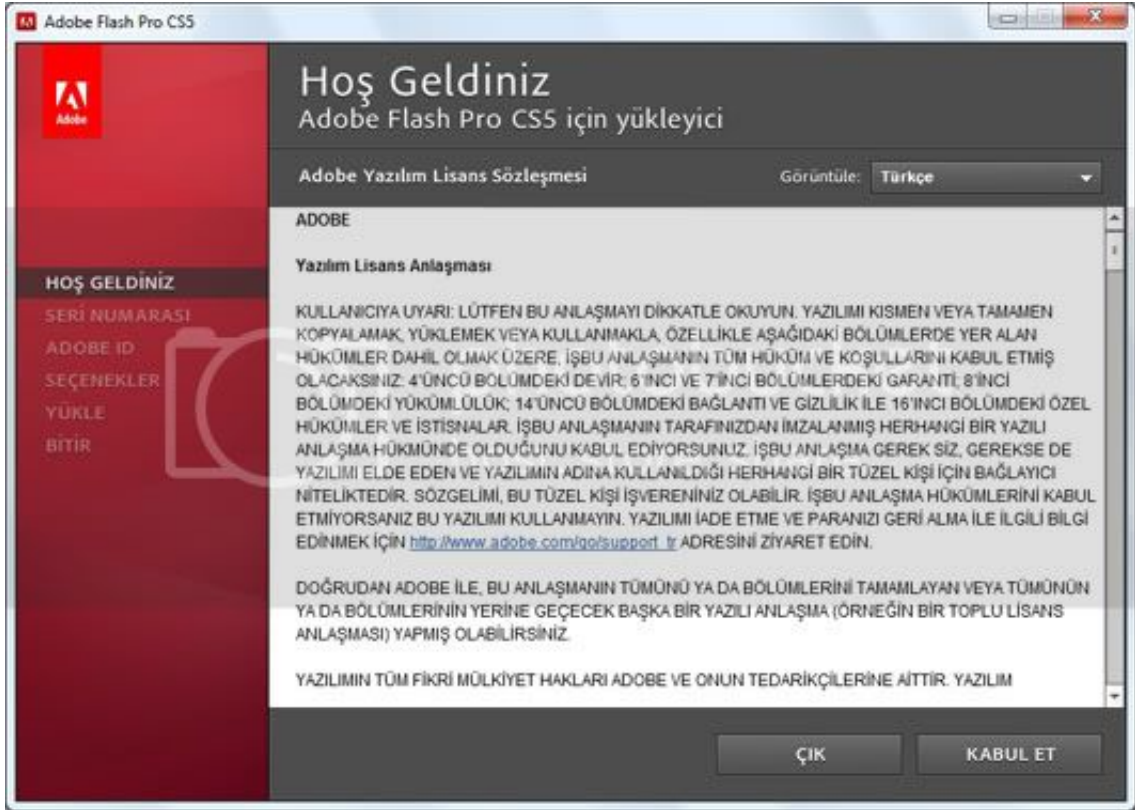 Adobe Flash Pro CS5
Adobe
Hoş Geldiniz
Adobe Flash Pro CS5 için yükleyici
Adobe Yazılım Lisans Sözleşmesi
Görüntüle:
Türkçe
HOŞ GELDİNİZ
SERİ NUMARASI
ADOBE ID
SEÇENEKLER
YÜKLE
BİTİR
ADOBE
Yazılım Lisans Anlaşması
KULLANICIYA UYARI: LÜTFEN BU ANLAŞMAYI DİKKATLE OKUYUN. YAZILIMI KISMEN VEYA TAMAMEN
KOPYALAMAK, YÜKLEMEK VEYA KULLANMAKLA, ÖZELLİKLE AŞAĞIDAKİ BÖLÜMLERDE YER ALAN
HÜKÜMLER DAHİL OLMAK ÜZERE, İŞBU ANLAŞMANIN TÜM HÜKÜM VE KOŞULLARINI KABUL ETMİŞ
OLACAKSINIZ: 4'ÜNCÜ BÖLÜMDEKİ DEVİR; 6'INCI VE 7'İNCİ BÖLÜMLERDEKİ GARANTİ; 8'İNCİ
BÖLÜMDEKİ YÜKÜMLÜLÜK; 14'ÜNCÜ BÖLÜMDEKİ BAĞLANTI VE GİZLİLİK İLE 16'INCI BÖLÜMDEKİ ÖZEL
HÜKÜMLER VE İSTİSNALAR. İŞBU ANLAŞMANIN TARAFINIZDAN İMZALANMIŞ HERHANGİ BİR YAZILI
ANLAŞMA HÜKMÜNDE OLDUĞUNU KABUL EDİYORSUNUZ. İŞBU ANLAŞMA GEREK SİZ, GEREKSE DE
YAZILIMI ELDE EDEN VE YAZILIMIN ADINA KULLANILDIĞI HERHANGİ BİR TÜZEL KİŞİ İÇİN BAĞLAYICI
NİTELİKTEDİR. SÖZGELİMİ, BU TÜZEL KİŞİ İŞVERENİNİZ OLABİLİR. İŞBU ANLAŞMA HÜKÜMLERİNİ KABUL
ETMİYORSANIZ BU YAZILIMI KULLANMAYIN. YAZILIMI İADE ETME VE PARANIZI GERİ ALMA İLE İLGİLİ BİLGİ
EDİNMEK İÇİN http://www.adobe.com/go/support_tr ADRESİNİ ZİYARET EDİN.
DOĞRUDAN ADOBE İLE, BU ANLAŞMANIN TÜMÜNÜ YA DA BÖLÜMLERİNİ TAMAMLAYAN VEYA TÜMÜNÜN
YA DA BÖLÜMLERİNİN YERİNE GEÇECEK BAŞKA BİR YAZILI ANLAŞMA (ÖRNEĞİN BİR TOPLU LİSANS
ANLAŞMASI) YAPMIŞ OLABİLİRSİNİZ.
YAZILIMIN TÜM FİKRİ MÜLKİYET HAKLARI ADOBE VE ONUN TEDARİKÇİLERİNE AİTTİR. YAZILIM
ÇIK
KABUL ET